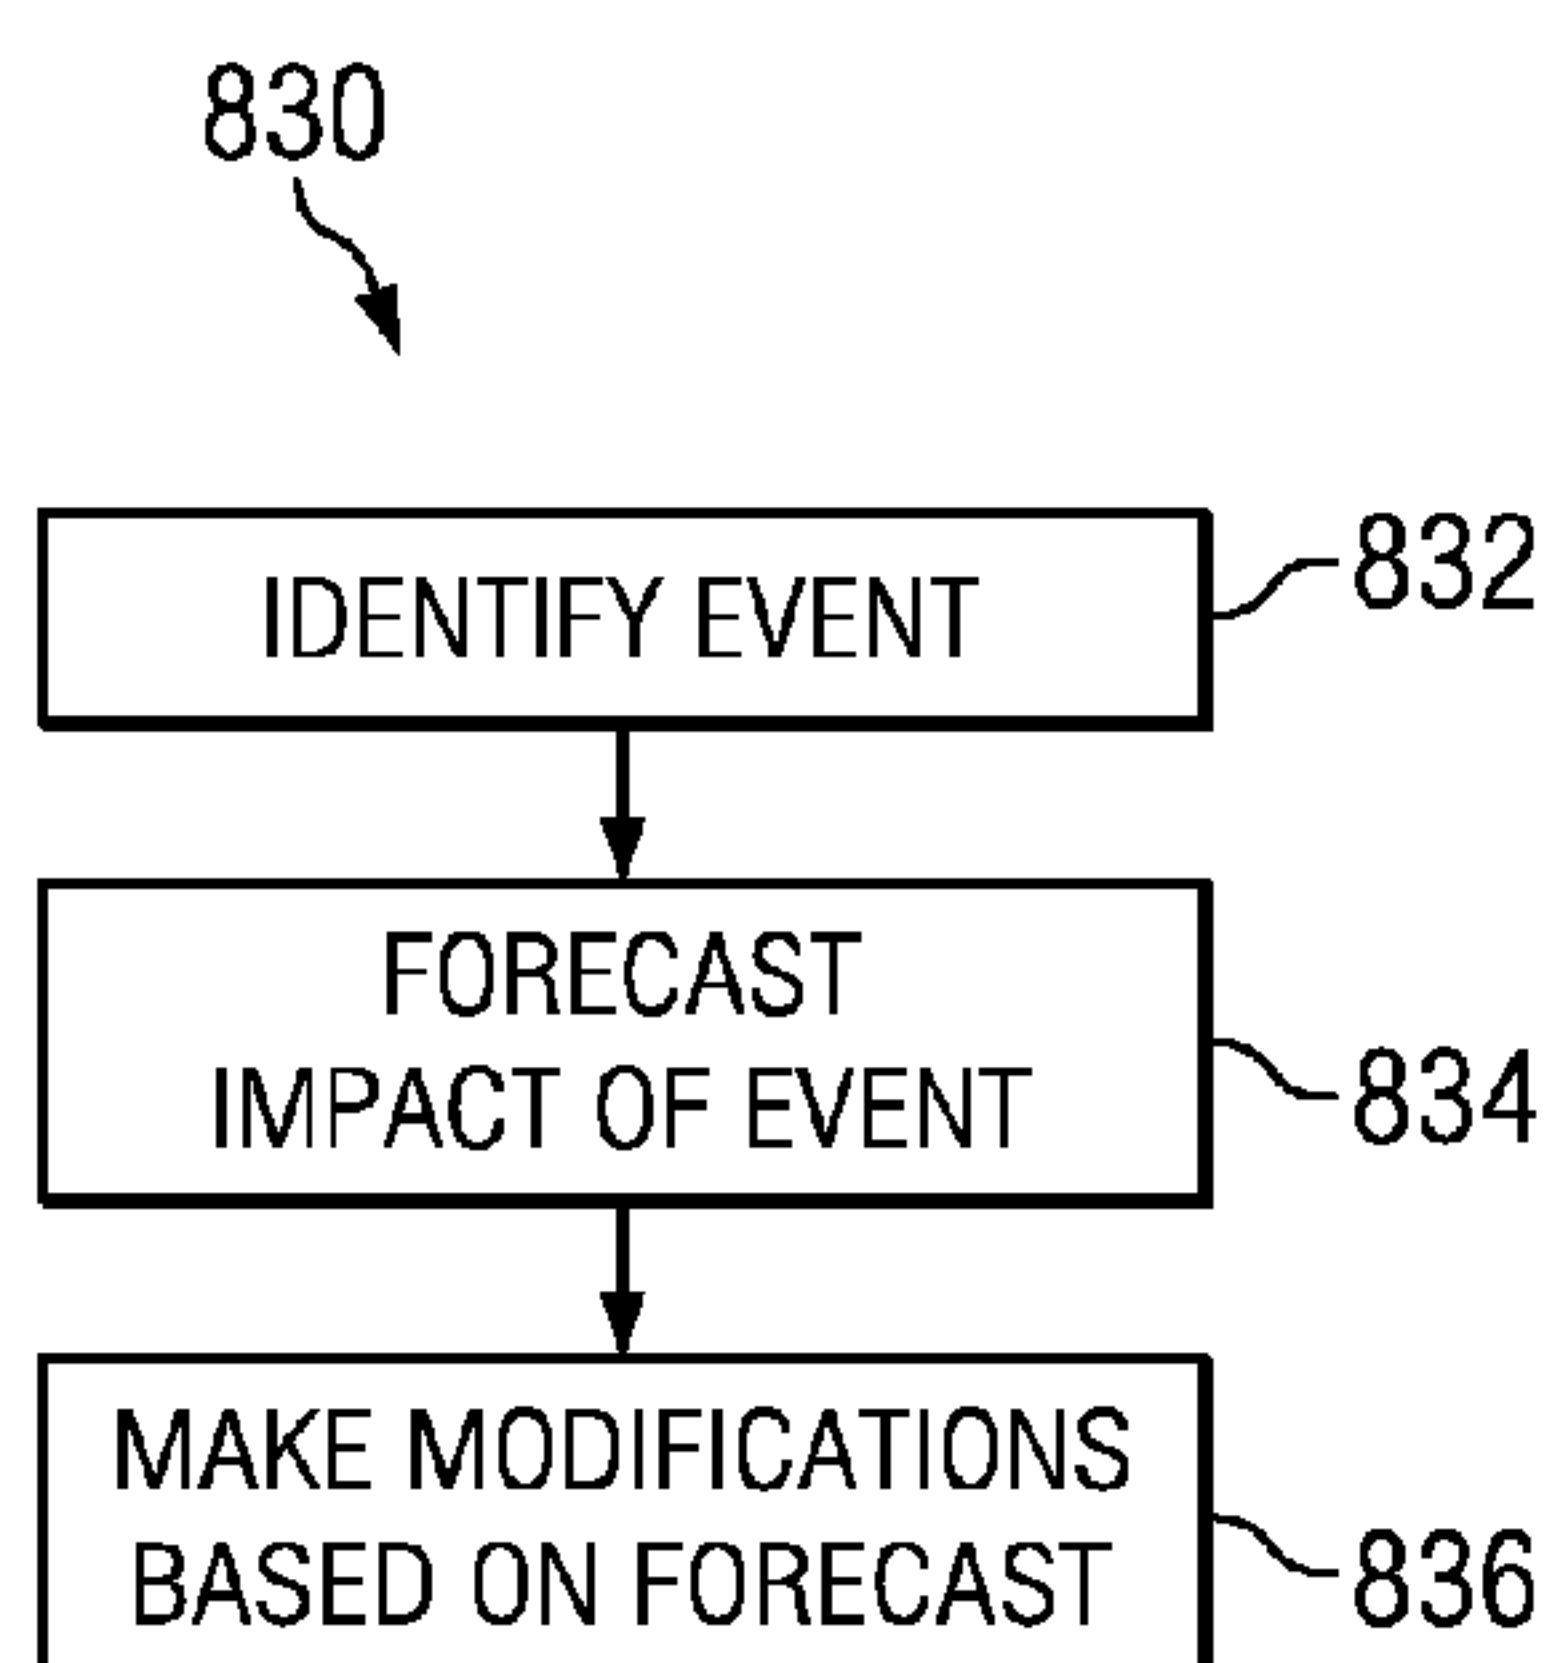 830
IDENTIFY EVENT
832
FORECAST
IMPACT OF EVENT
834
MAKE MODIFICATIONS
BASED ON FORECAST
836